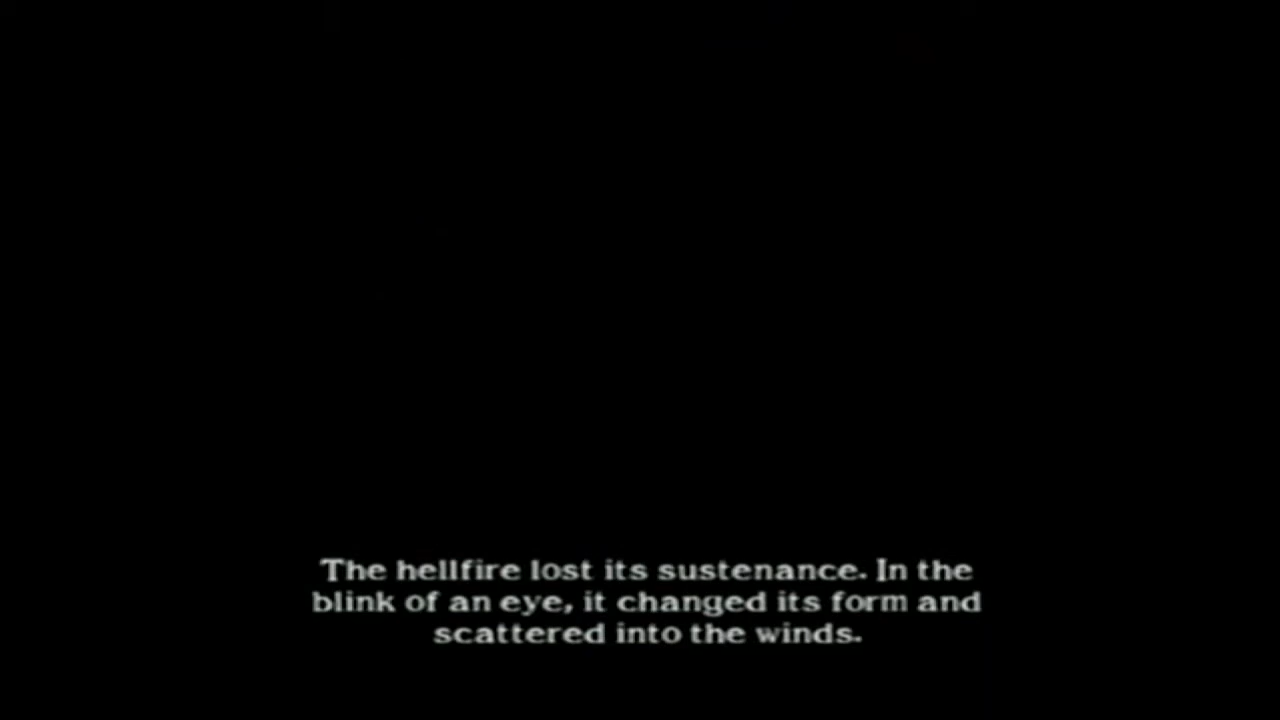 The hellfire lost its sustenance. In the
blink of an eye, it changed its form and
scattered into the winds.